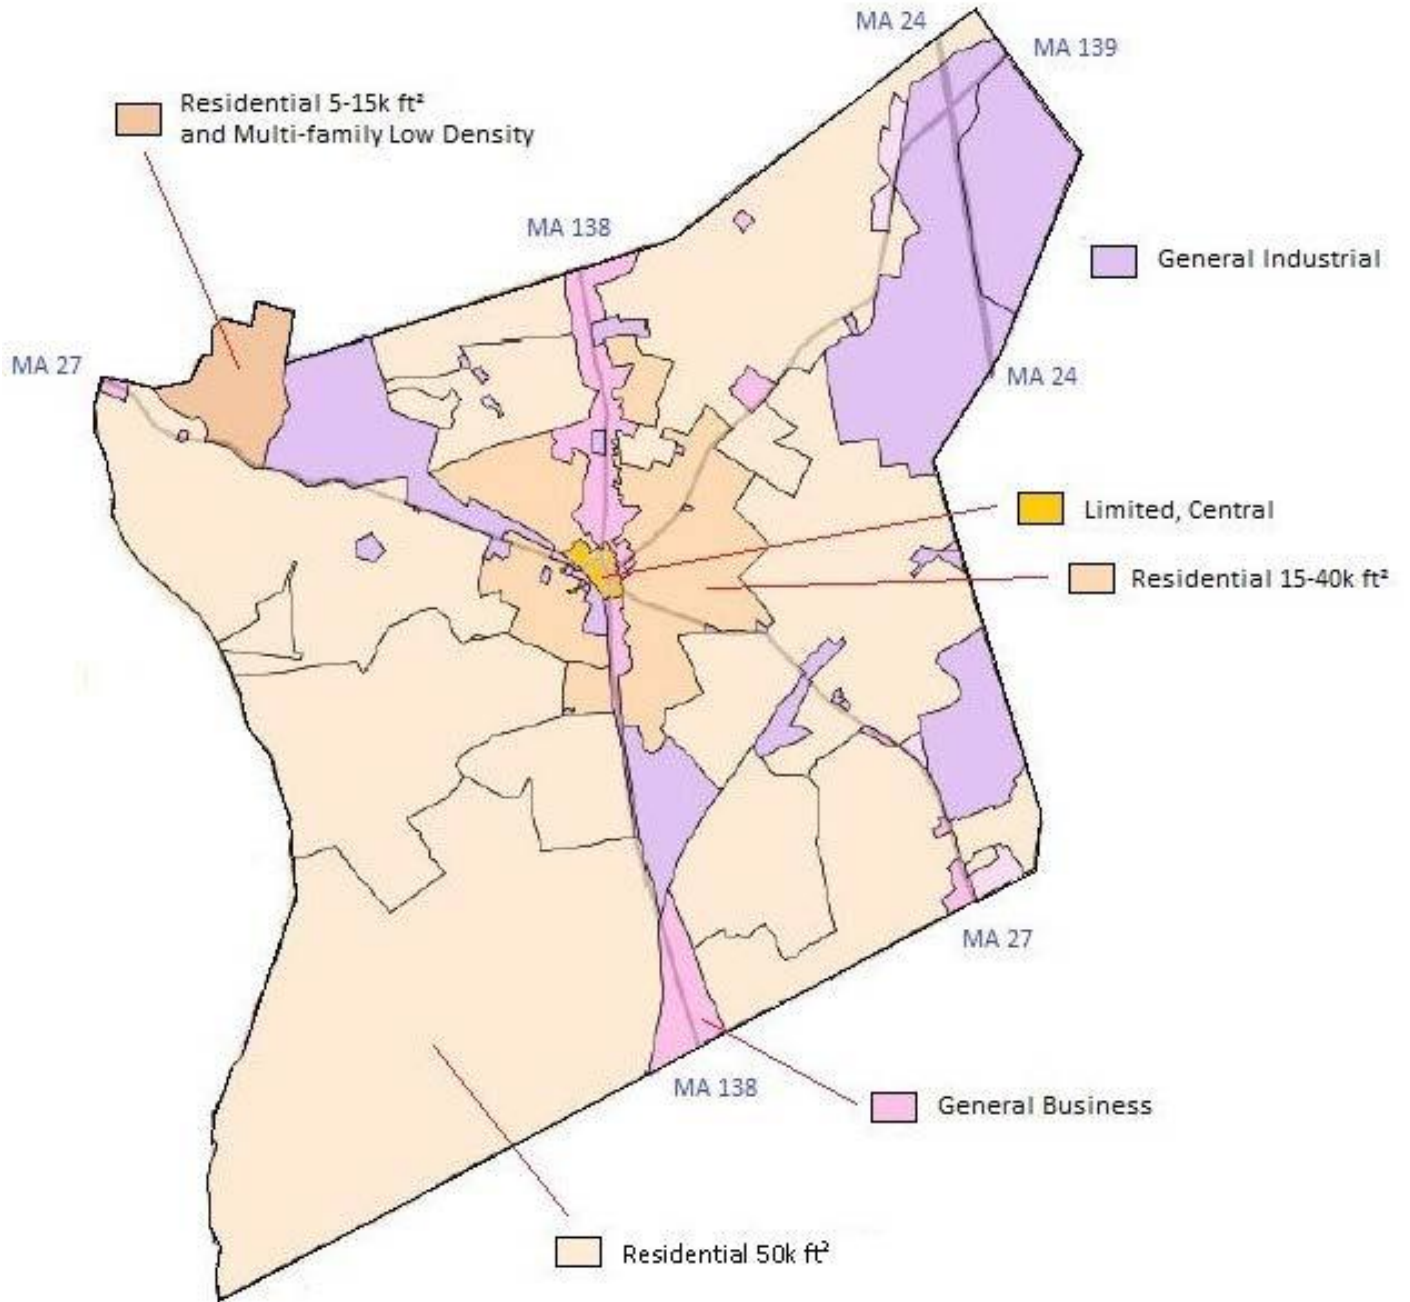 MA 24
MA 139
Residential 5-15k ft²
and Multi-family Low Density
MA 138
General Industrial
MA 27
MA 24
Limited, Central
Residential 15-40k ft²
MA 27
MA 138
General Business
Residential 50k ft²